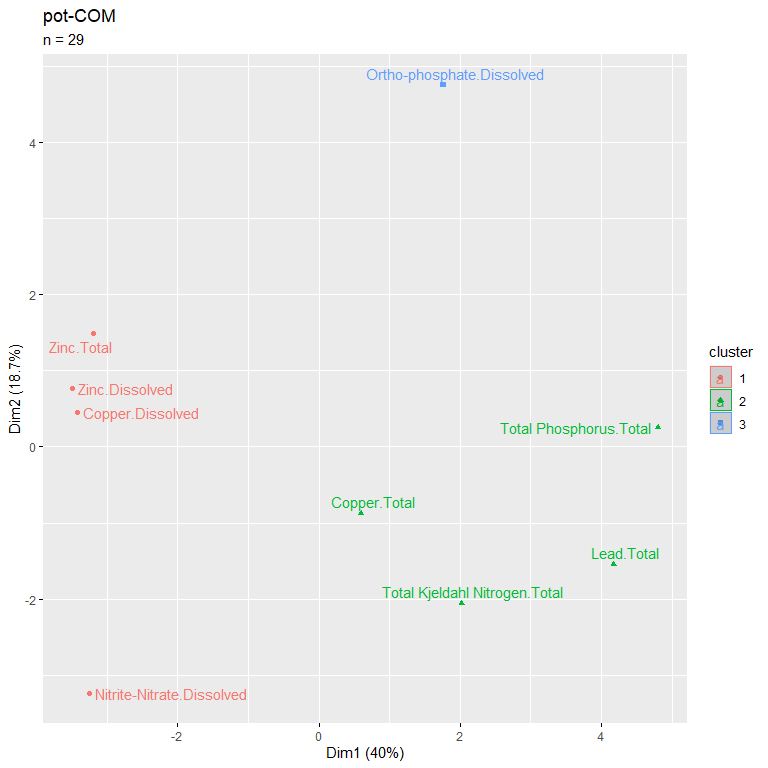 pot-COM
n = 29
Ortho-phosphate.Dissolved
Zinc.Total
Zinc.Dissolved
Copper.Dissolved
Total Phosphorus.Total
Copper.Total
Lead.Total
Total Kjeldahl Nitrogen.Total
Nitrite-Nitrate.Dissolved
4
2
0
-2
Dim2 (18.7%)
-2
0
2
4
Dim1 (40%)
cluster
a 1
a 2
a 3